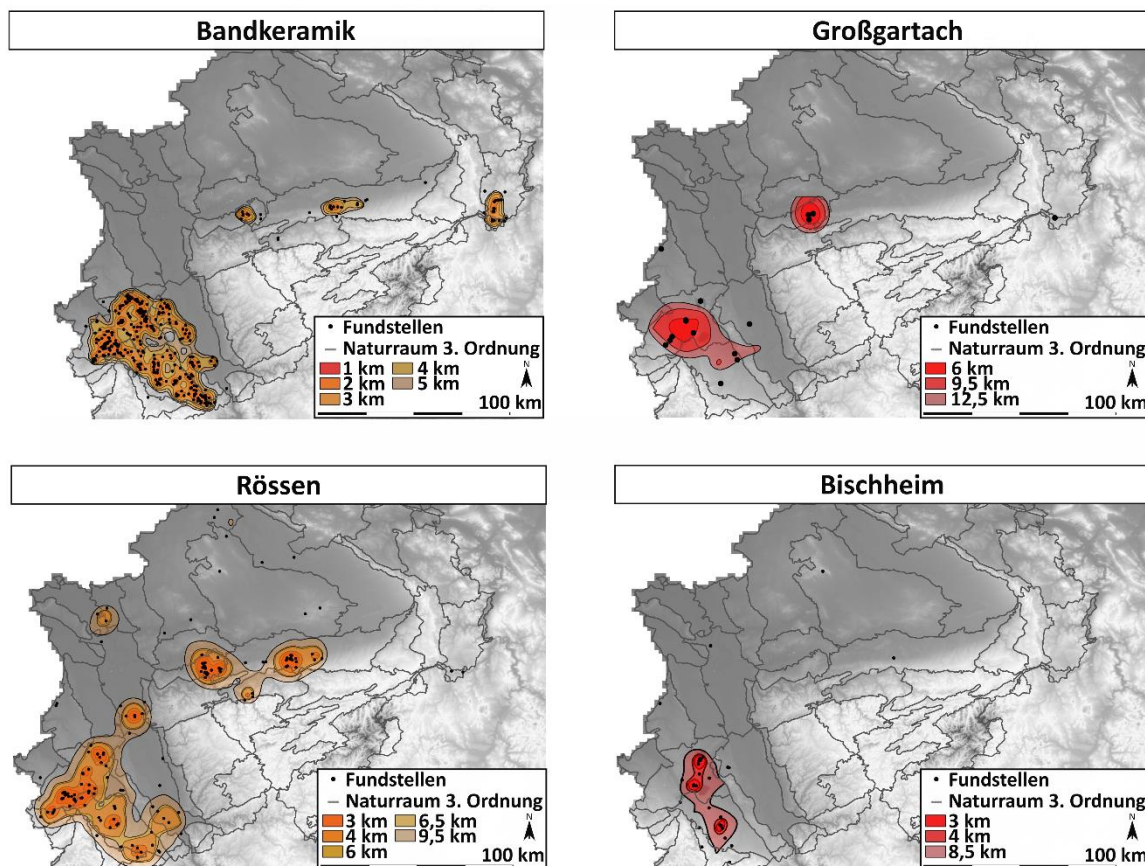 Bandkeramik
Fundstellen
Naturraum 3. Ordnung
1 km 4 km
2 km 5 km
3 km
N
100 km
Großgartach
Fundstellen
Naturraum 3. Ordnung
6 km
9,5 km
12,5 km
N
100 km
Rössen
Fundstellen
Naturraum 3. Ordnung
3 km 6,5 km
4 km 9,5 km
6 km
N
100 km
Bischheim
Fundstellen
Naturraum 3. Ordnung
3 km
4 km
8,5 km
N
100 km